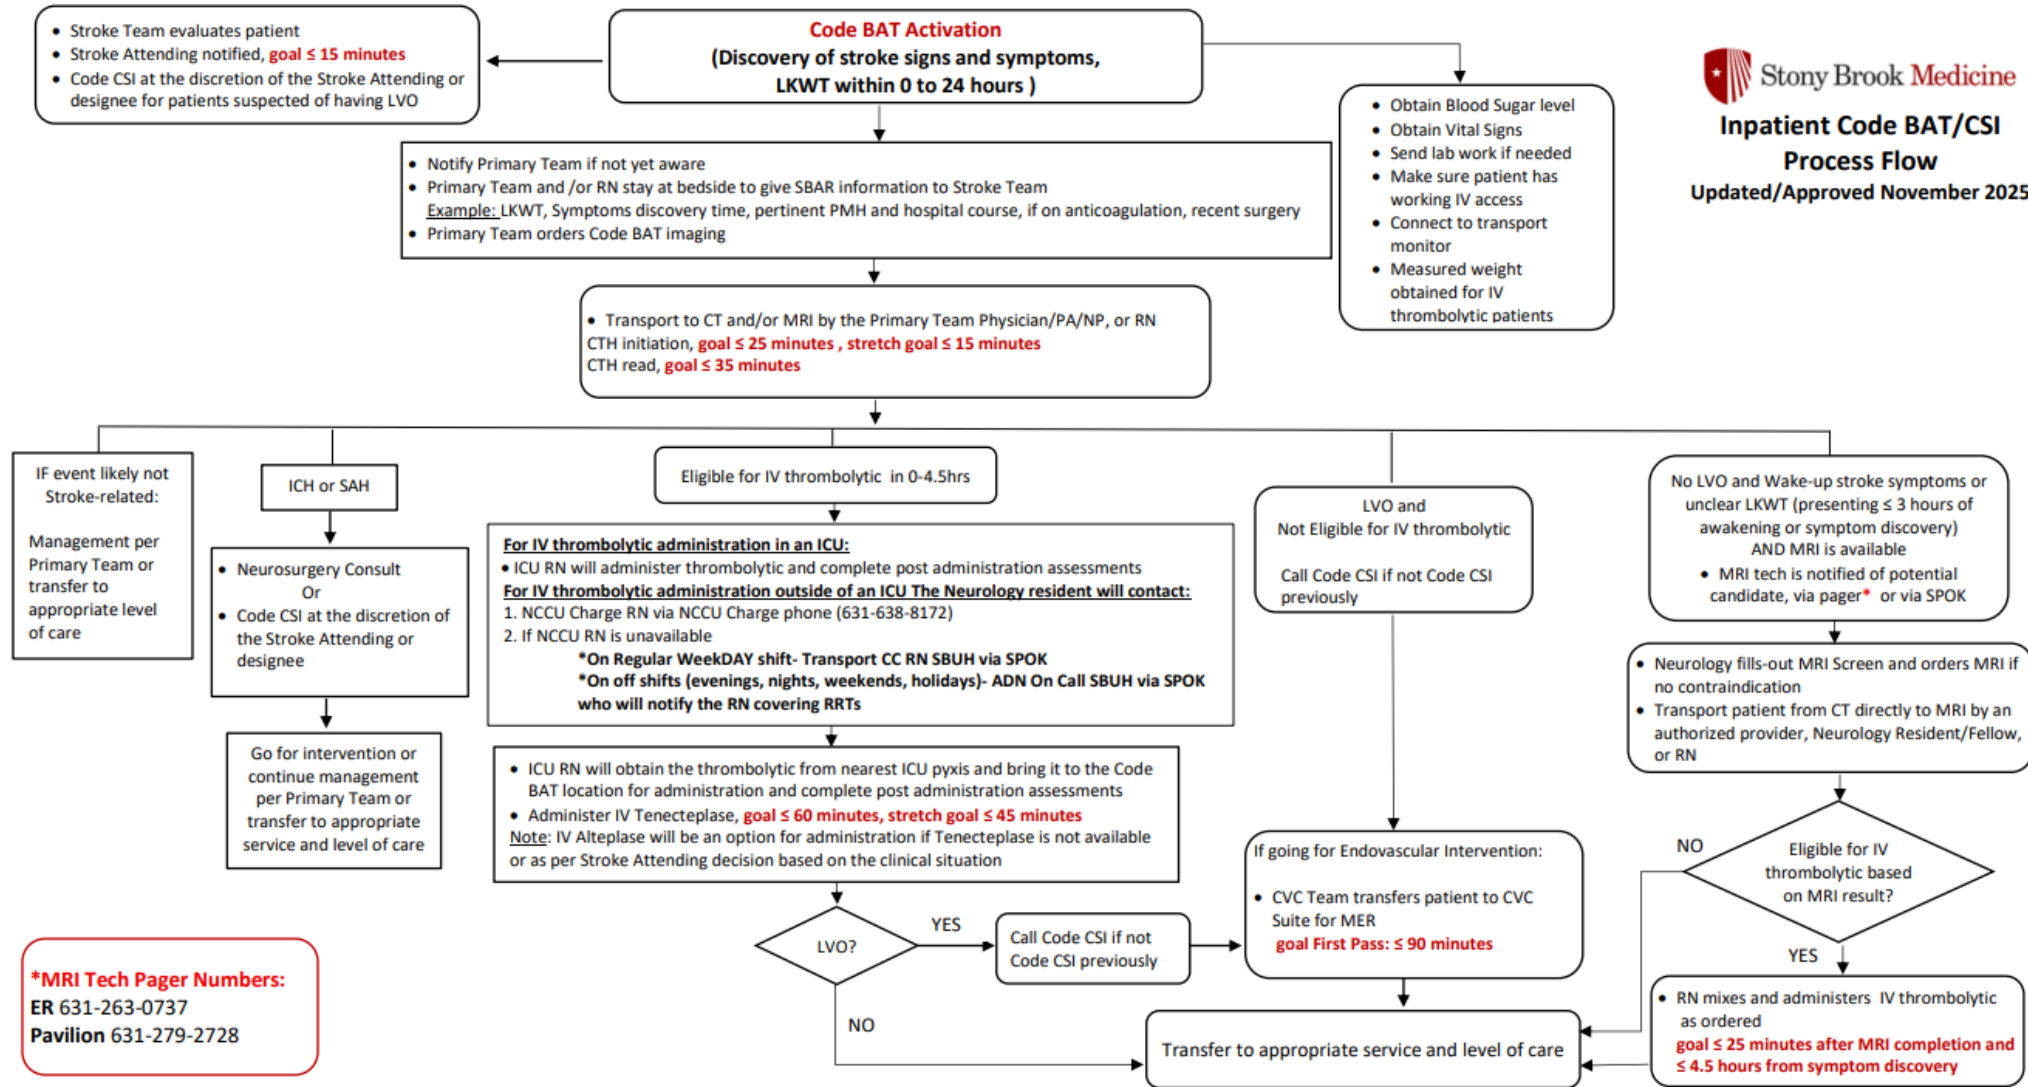 • Stroke Team evaluates patient
• Stroke Attending notified, goal ≤ 15 minutes
• Code CSI at the discretion of the Stroke Attending or
designee for patients suspected of having LVO
Code BAT Activation
(Discovery of stroke signs and symptoms,
LKWT within 0 to 24 hours )
• Obtain Blood Sugar level
• Obtain Vital Signs
• Send lab work if needed
• Make sure patient has
working IV access
• Connect to transport
monitor
• Measured weight
obtained for IV
thrombolytic patients
Stony Brook Medicine
Inpatient Code BAT/CSI
Process Flow
Updated/Approved November 2025
• Notify Primary Team if not yet aware
• Primary Team and /or RN stay at bedside to give SBAR information to Stroke Team
Example: LKWT, Symptoms discovery time, pertinent PMH and hospital course, if on anticoagulation, recent surgery
• Primary Team orders Code BAT imaging
• Transport to CT and/or MRI by the Primary Team Physician/PA/NP, or RN
CTH initiation, goal ≤ 25 minutes , stretch goal ≤ 15 minutes
CTH read, goal ≤ 35 minutes
IF event likely not
Stroke-related:
Management per
Primary Team or
transfer to
appropriate level
of care
ICH or SAH
• Neurosurgery Consult
Or
• Code CSI at the discretion of
the Stroke Attending or
designee
Go for intervention or
continue management
per Primary Team or
transfer to appropriate
service and level of care
Eligible for IV thrombolytic in 0-4.5hrs
For IV thrombolytic administration in an ICU:
• ICU RN will administer thrombolytic and complete post administration assessments
For IV thrombolytic administration outside of an ICU The Neurology resident will contact:
1. NCCU Charge RN via NCCU Charge phone (631-638-8172)
2. If NCCU RN is unavailable
*On Regular WeekDAY shift- Transport CC RN SBUH via SPOK
*On off shifts (evenings, nights, weekends, holidays)- ADN On Call SBUH via SPOK
who will notify the RN covering RRTs
• ICU RN will obtain the thrombolytic from nearest ICU pyxis and bring it to the Code
BAT location for administration and complete post administration assessments
• Administer IV Tenecteplase, goal ≤ 60 minutes, stretch goal ≤ 45 minutes
Note: IV Alteplase will be an option for administration if Tenecteplase is not available
or as per Stroke Attending decision based on the clinical situation
LVO?
YES
NO
Call Code CSI if not
Code CSI previously
LVO and
Not Eligible for IV thrombolytic
Call Code CSI if not Code CSI
previously
If going for Endovascular Intervention:
• CVC Team transfers patient to CVC
Suite for MER
goal First Pass: ≤ 90 minutes
Transfer to appropriate service and level of care
No LVO and Wake-up stroke symptoms or
unclear LKWT (presenting ≤ 3 hours of
awakening or symptom discovery)
AND MRI is available
• MRI tech is notified of potential
candidate, via pager* or via SPOK
• Neurology fills-out MRI Screen and orders MRI if
no contraindication
• Transport patient from CT directly to MRI by an
authorized provider, Neurology Resident/Fellow,
or RN
NO
Eligible for IV
thrombolytic based
on MRI result?
YES
• RN mixes and administers IV thrombolytic
as ordered
goal ≤ 25 minutes after MRI completion and
≤ 4.5 hours from symptom discovery
*MRI Tech Pager Numbers:
ER 631-263-0737
Pavilion 631-279-2728